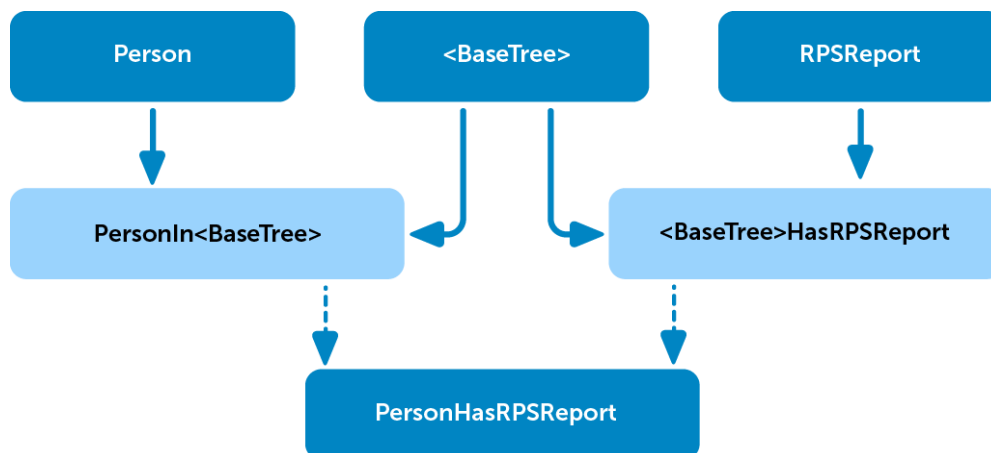 Person
<BaseTree>
RPSReport
PersonIn<BaseTree>
<BaseTree>HasRPSReport
PersonHasRPSReport